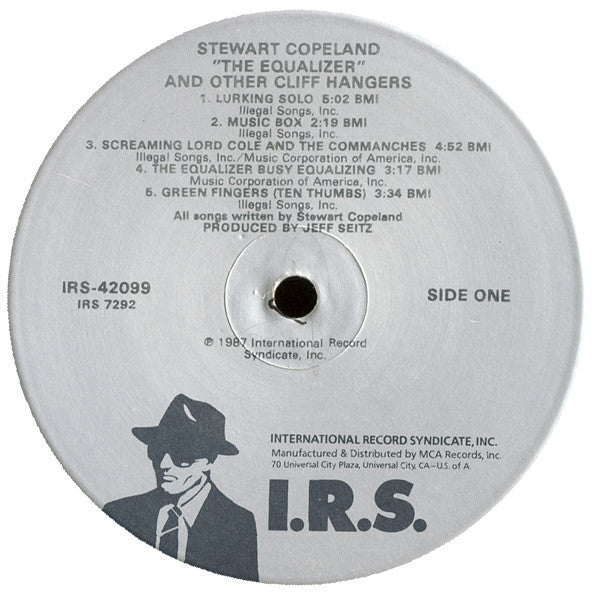 STEWART COPELAND
"THE EQUALIZER"
AND OTHER CLIFF HANGERS
1. LURKING SOLO 5:02 BMI
Illegal Songs, Inc.
2. MUSIC BOX 2:19 BMI
Illegal Songs, Inc.
3. SCREAMING LORD COLE AND THE COMMANCHES 4:52 BMI
Illegal Songs, Inc./Music Corporation of America, Inc.
4. THE EQUALIZER BUSY EQUALIZING 3:17 BMI
Music Corporation of America, Inc.
5. GREEN FINGERS (TEN THUMBS) 3:34 BMI
Illegal Songs, Inc.
All songs written by Stewart Copeland
PRODUCED BY JEFF SEITZ
IRS-42099
IRS 7292
SIDE ONE
℗ 1987 International Record
Syndicate, Inc.
INTERNATIONAL RECORD SYNDICATE, INC.
Manufactured & Distributed by MCA Records, Inc.
70 Universal City Plaza, Universal City, CA–U.S. of A.
I.R.S.